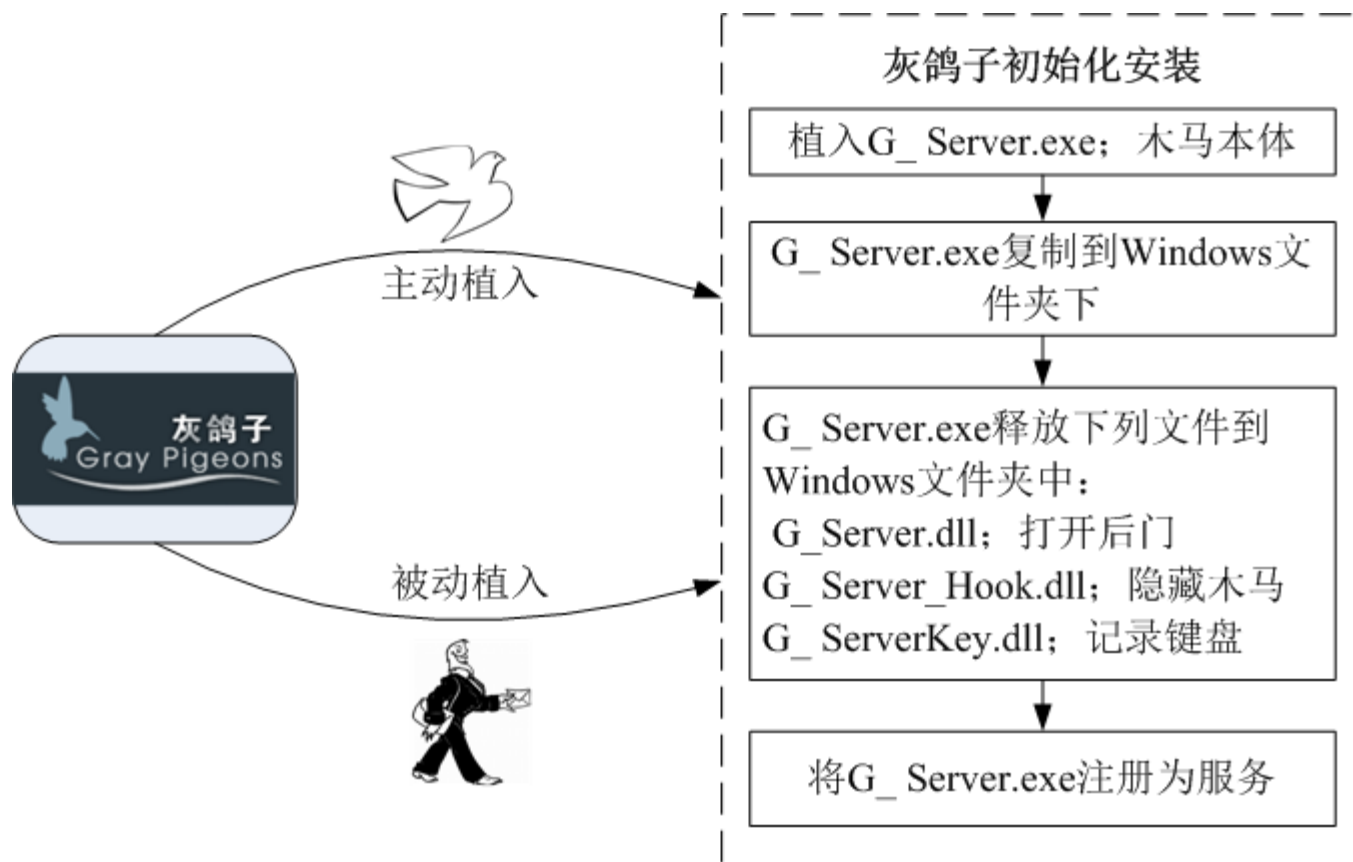 灰鸽子初始化安装
植入G_ Server.exe；木马本体
G_ Server.exe复制到Windows文
件夹下
G_ Server.exe释放下列文件到
Windows文件夹中：
G_Server.dll；打开后门
G_ Server_Hook.dll；隐藏木马
G_ ServerKey.dll；记录键盘
将G_ Server.exe注册为服务
主动植入
灰鸽子
Gray Pigeons
被动植入